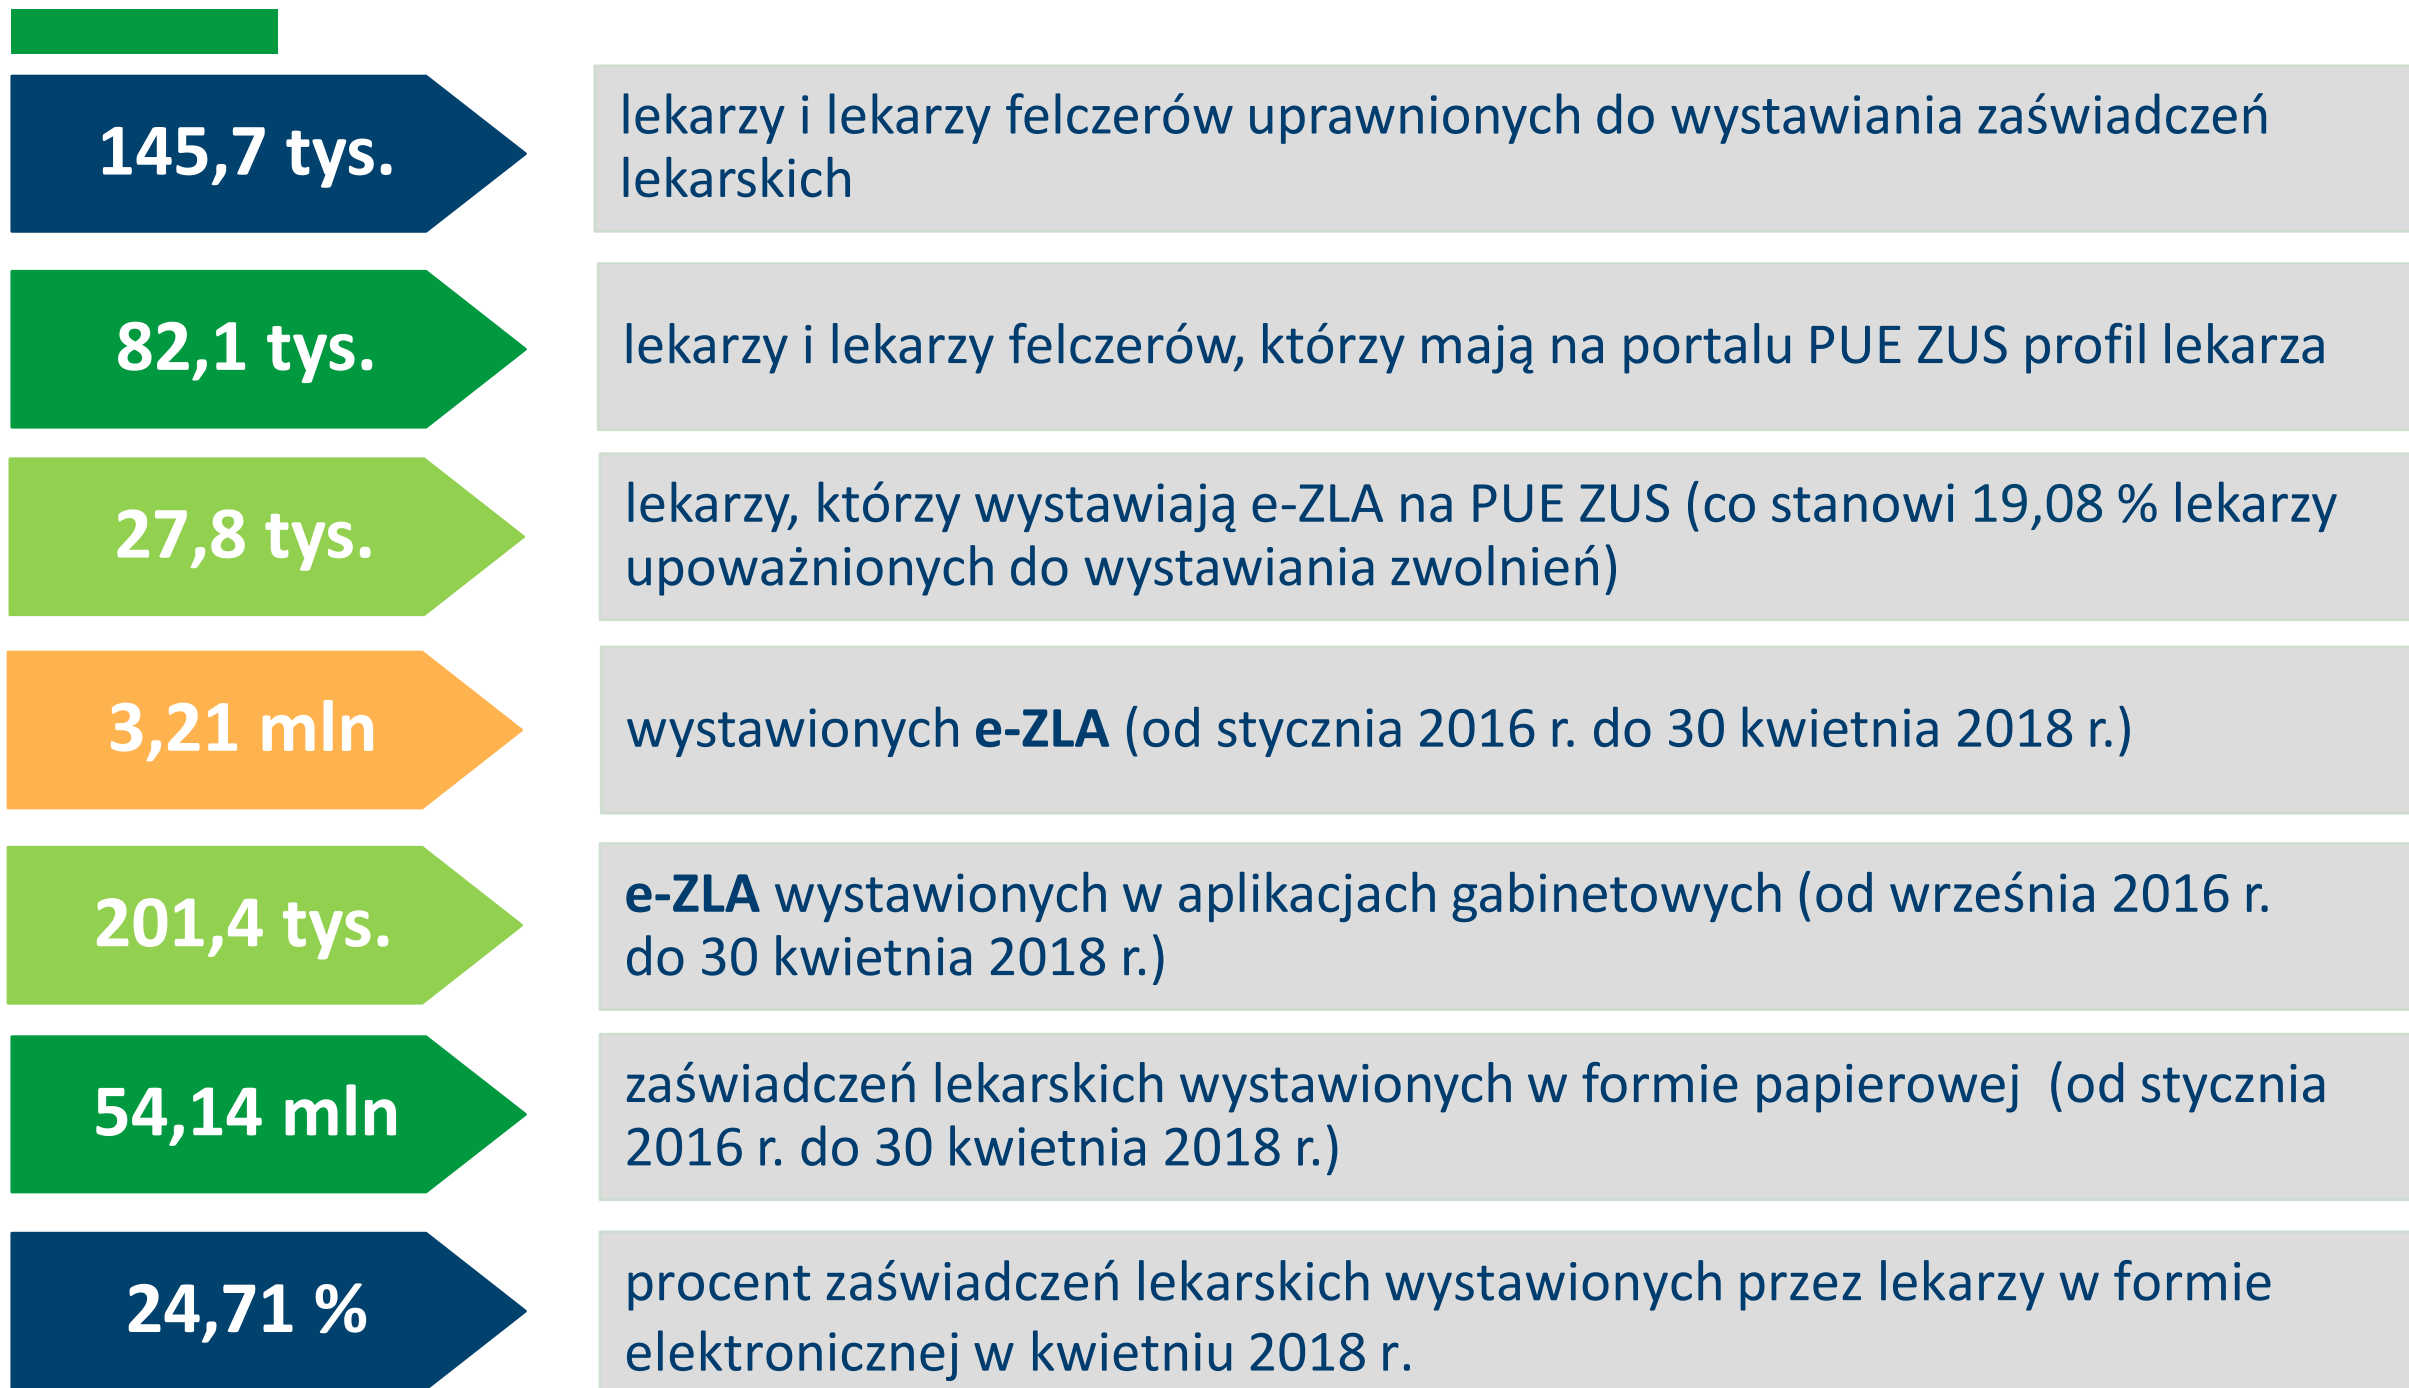 145,7 tys.
lekarzy i lekarzy felczerów uprawnionych do wystawiania zaświadczeń
lekarskich
82,1 tys.
lekarzy i lekarzy felczerów, którzy mają na portalu PUE ZUS profil lekarza
27,8 tys.
lekarzy, którzy wystawiają e-ZLA na PUE ZUS (co stanowi 19,08 % lekarzy
upoważnionych do wystawiania zwolnień)
3,21 mln
wystawionych e-ZLA (od stycznia 2016 r. do 30 kwietnia 2018 r.)
201,4 tys.
e-ZLA wystawionych w aplikacjach gabinetowych (od września 2016 r.
do 30 kwietnia 2018 r.)
54,14 mln
zaświadczeń lekarskich wystawionych w formie papierowej (od stycznia
2016 r. do 30 kwietnia 2018 r.)
24,71 %
procent zaświadczeń lekarskich wystawionych przez lekarzy w formie
elektronicznej w kwietniu 2018 r.